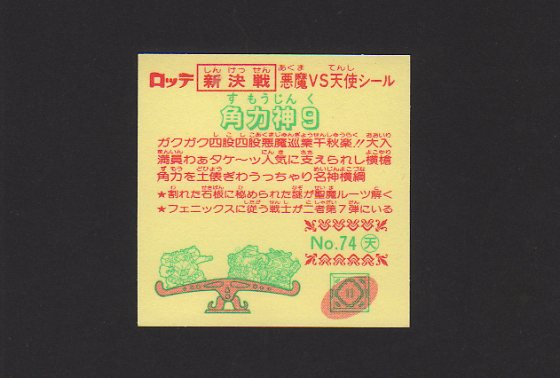 ロッテ 新決戦 悪魔VS天使シール
角力神9
ガクガク四股四股悪魔巡業千秋楽!!大入
満員わぁタケ〜ッ人気に支えられし横槍
角力を土俵ぎわうっちゃり名神横綱
★割れた石板に秘められた謎が聖魔ルーツ解く
★フェニックスに従う戦士が二者第7弾にいる
No.74 天